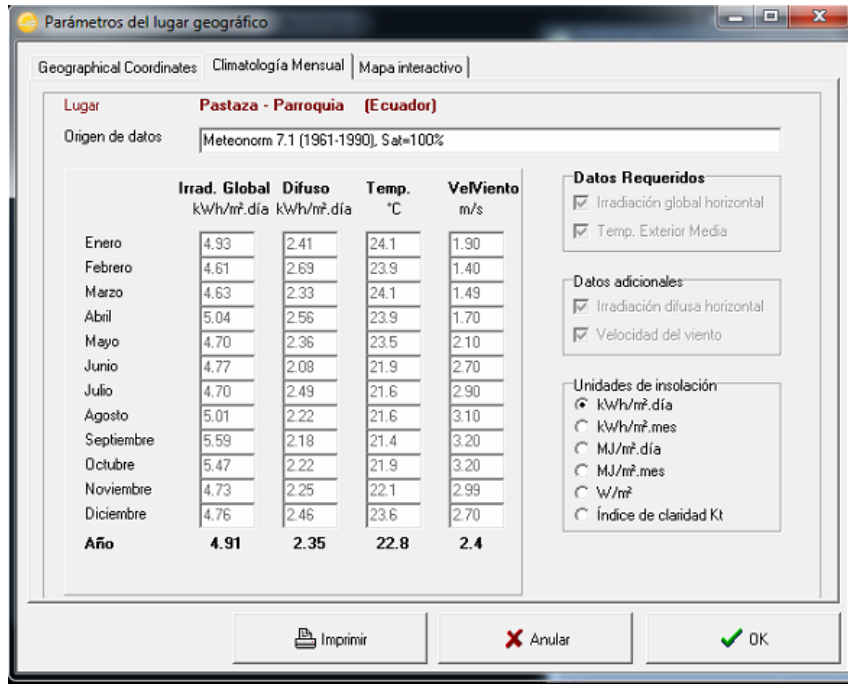 Parámetros del lugar geográfico
Geographical Coordinates Climatología Mensual Mapa interactivo
Lugar Pastaza - Parroquia (Ecuador)
Origen de datos Meteonorm 7.1 (1961-1990), Sat=100%
Irrad. Global Difuso Temp. VelViento
kWh/m².día kWh/m².día °C m/s
Enero 4.93 2.41 24.1 1.90
Febrero 4.61 2.69 23.9 1.40
Marzo 4.63 2.33 24.1 1.49
Abril 5.04 2.56 23.9 1.70
Mayo 4.70 2.36 23.5 2.10
Junio 4.77 2.08 21.9 2.70
Julio 4.70 2.49 21.6 2.90
Agosto 5.01 2.22 21.6 3.10
Septiembre 5.59 2.18 21.4 3.20
Octubre 5.47 2.22 21.9 3.20
Noviembre 4.73 2.25 22.1 2.99
Diciembre 4.76 2.46 23.6 2.70
Año 4.91 2.35 22.8 2.4
Datos Requeridos
Irradiación global horizontal
Temp. Exterior Media
Datos adicionales
Irradiación difusa horizontal
Velocidad del viento
Unidades de insolación
kWh/m².día
kWh/m².mes
MJ/m².día
MJ/m².mes
W/m²
Índice de claridad Kt
Imprimir Anular OK